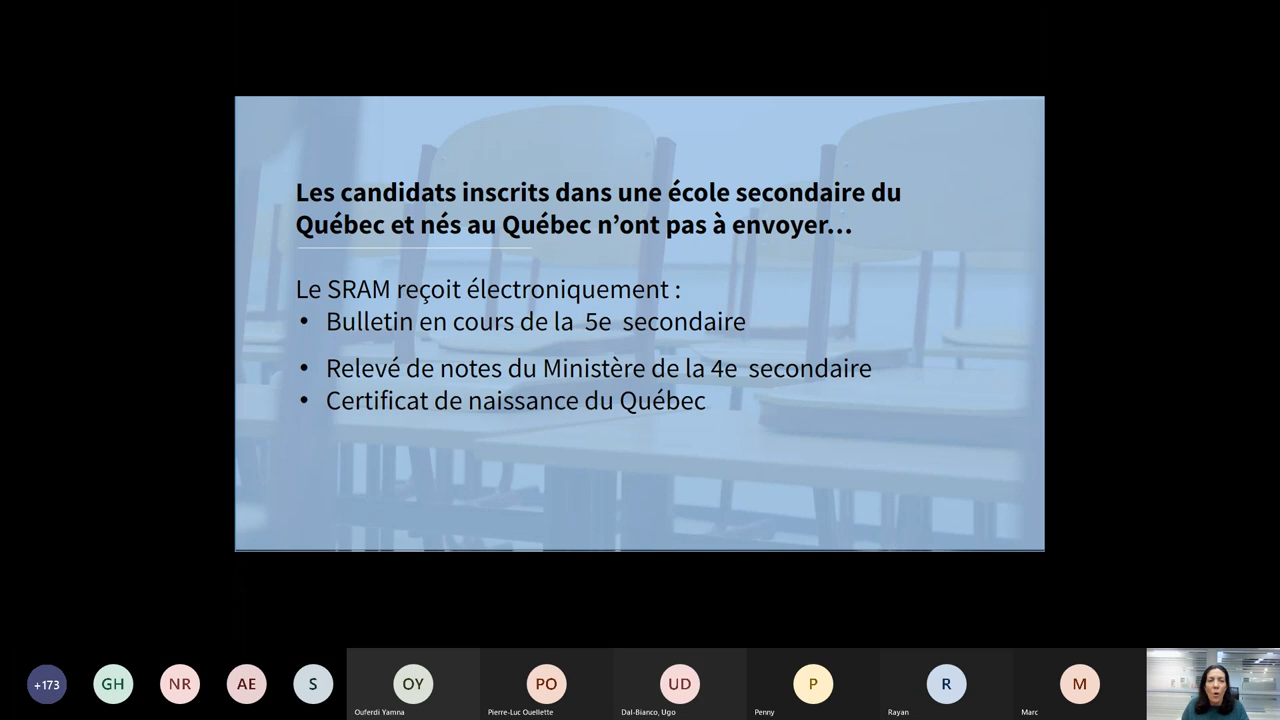 Les candidats inscrits dans une école secondaire du
Québec et nés au Québec n’ont pas à envoyer…
Le SRAM reçoit électroniquement :
• Bulletin en cours de la 5e secondaire
• Relevé de notes du Ministère de la 4e secondaire
• Certificat de naissance du Québec
+173
GH
NR
AE
S
OY
PO
UD
P
R
M
Ouferdi Yamna
Pierre-Luc Ouellette
Dal-Bianco, Ugo
Penny
Rayan
Marc